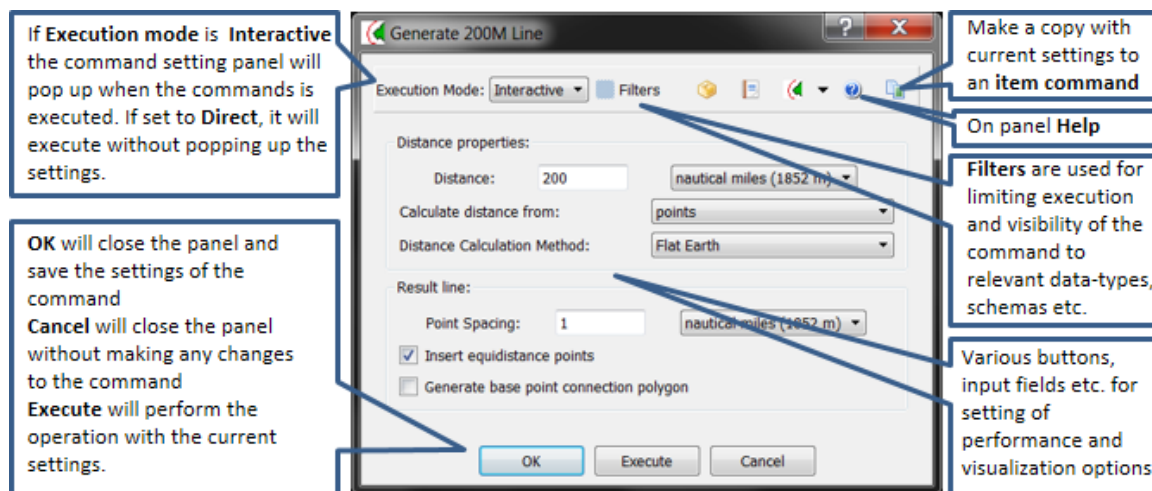 If Execution mode is Interactive
the command setting panel will
pop up when the commands is
executed. If set to Direct, it will
execute without popping up the
settings.
OK will close the panel and
save the settings of the
command
Cancel will close the panel
without making any changes
to the command
Execute will perform the
operation with the current
settings.
Generate 200M Line
Execution Mode: Interactive Filters
Distance properties:
Distance: 200 nautical miles (1852 m)
Calculate distance from: points
Distance Calculation Method: Flat Earth
Result line:
Point Spacing: 1 nautical miles (1852 m)
Insert equidistance points
Generate base point connection polygon
OK Execute Cancel
Make a copy with
current settings to
an item command
On panel Help
Filters are used for
limiting execution
and visibility of the
command to
relevant data-types,
schemas etc.
Various buttons,
input fields etc. for
setting of
performance and
visualization options